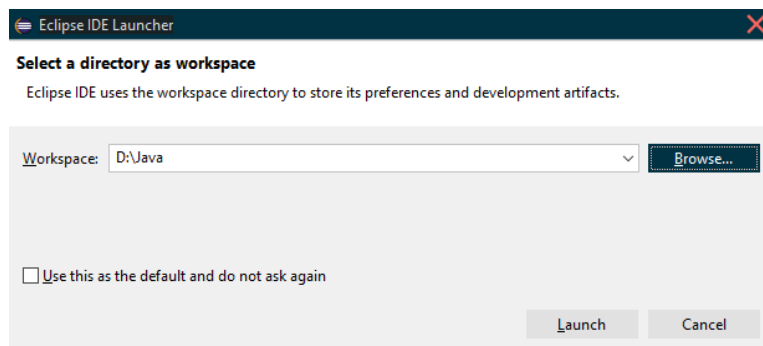 Eclipse IDE Launcher
Select a directory as workspace
Eclipse IDE uses the workspace directory to store its preferences and development artifacts.
Workspace: D:\Java Browse...
Use this as the default and do not ask again
Launch Cancel